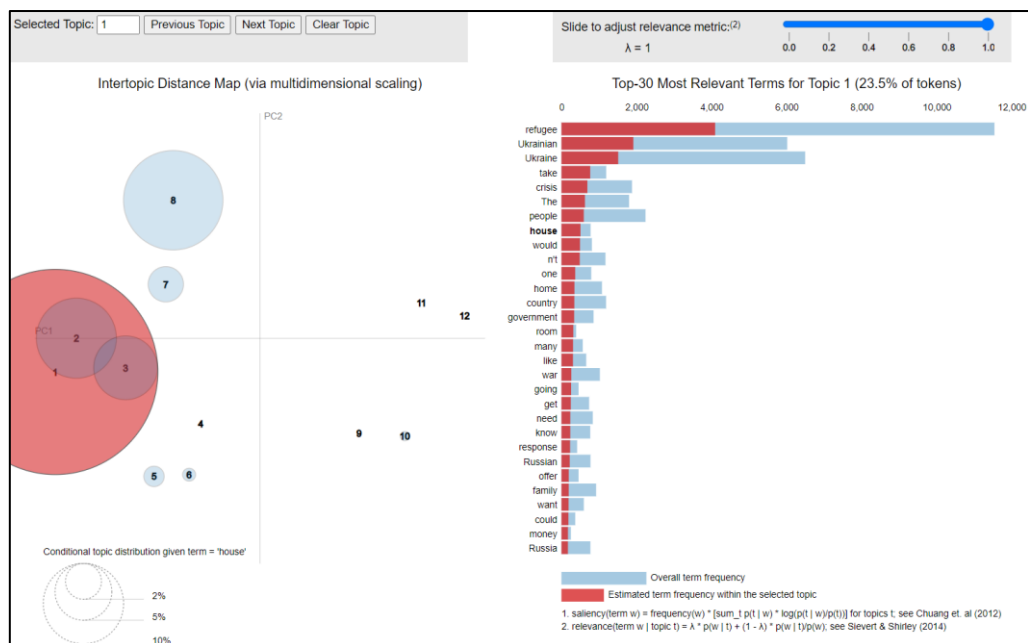 Selected Topic: 1 Previous Topic Next Topic Clear Topic
Slide to adjust relevance metric:(2)
λ = 1
0.0 0.2 0.4 0.6 0.8 1.0
Intertopic Distance Map (via multidimensional scaling)
PC2
PC1
8
7
2
1
3
11
12
4
9
10
5
6
Conditional topic distribution given term = 'house'
2%
5%
10%
Top-30 Most Relevant Terms for Topic 1 (23.5% of tokens)
0 2,000 4,000 6,000 8,000 10,000 12,000
refugee
Ukrainian
Ukraine
take
crisis
The
people
house
would
n't
one
home
country
government
room
many
like
war
going
get
need
know
response
Russian
offer
family
want
could
money
Russia
Overall term frequency
Estimated term frequency within the selected topic
1. saliency(term w) = frequency(w) * [sum_t p(t | w) * log(p(t | w)/p(t))] for topics t; see Chuang et. al (2012)
2. relevance(term w | topic t) = λ * p(w | t) + (1 - λ) * p(w | t)/p(w); see Sievert & Shirley (2014)